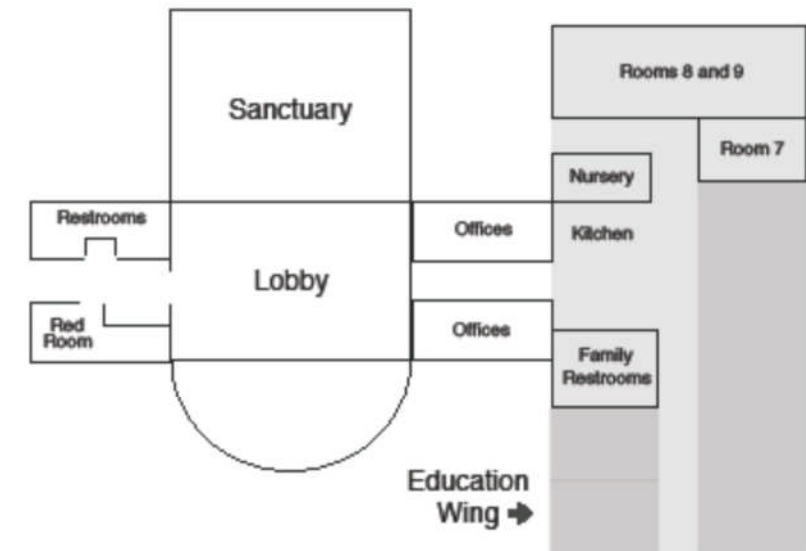 Rooms 8 and 9
Sanctuary
Room 7
Nursery
Restrooms
Offices
Kitchen
Lobby
Red
Room
Offices
Family
Restrooms
Education
Wing